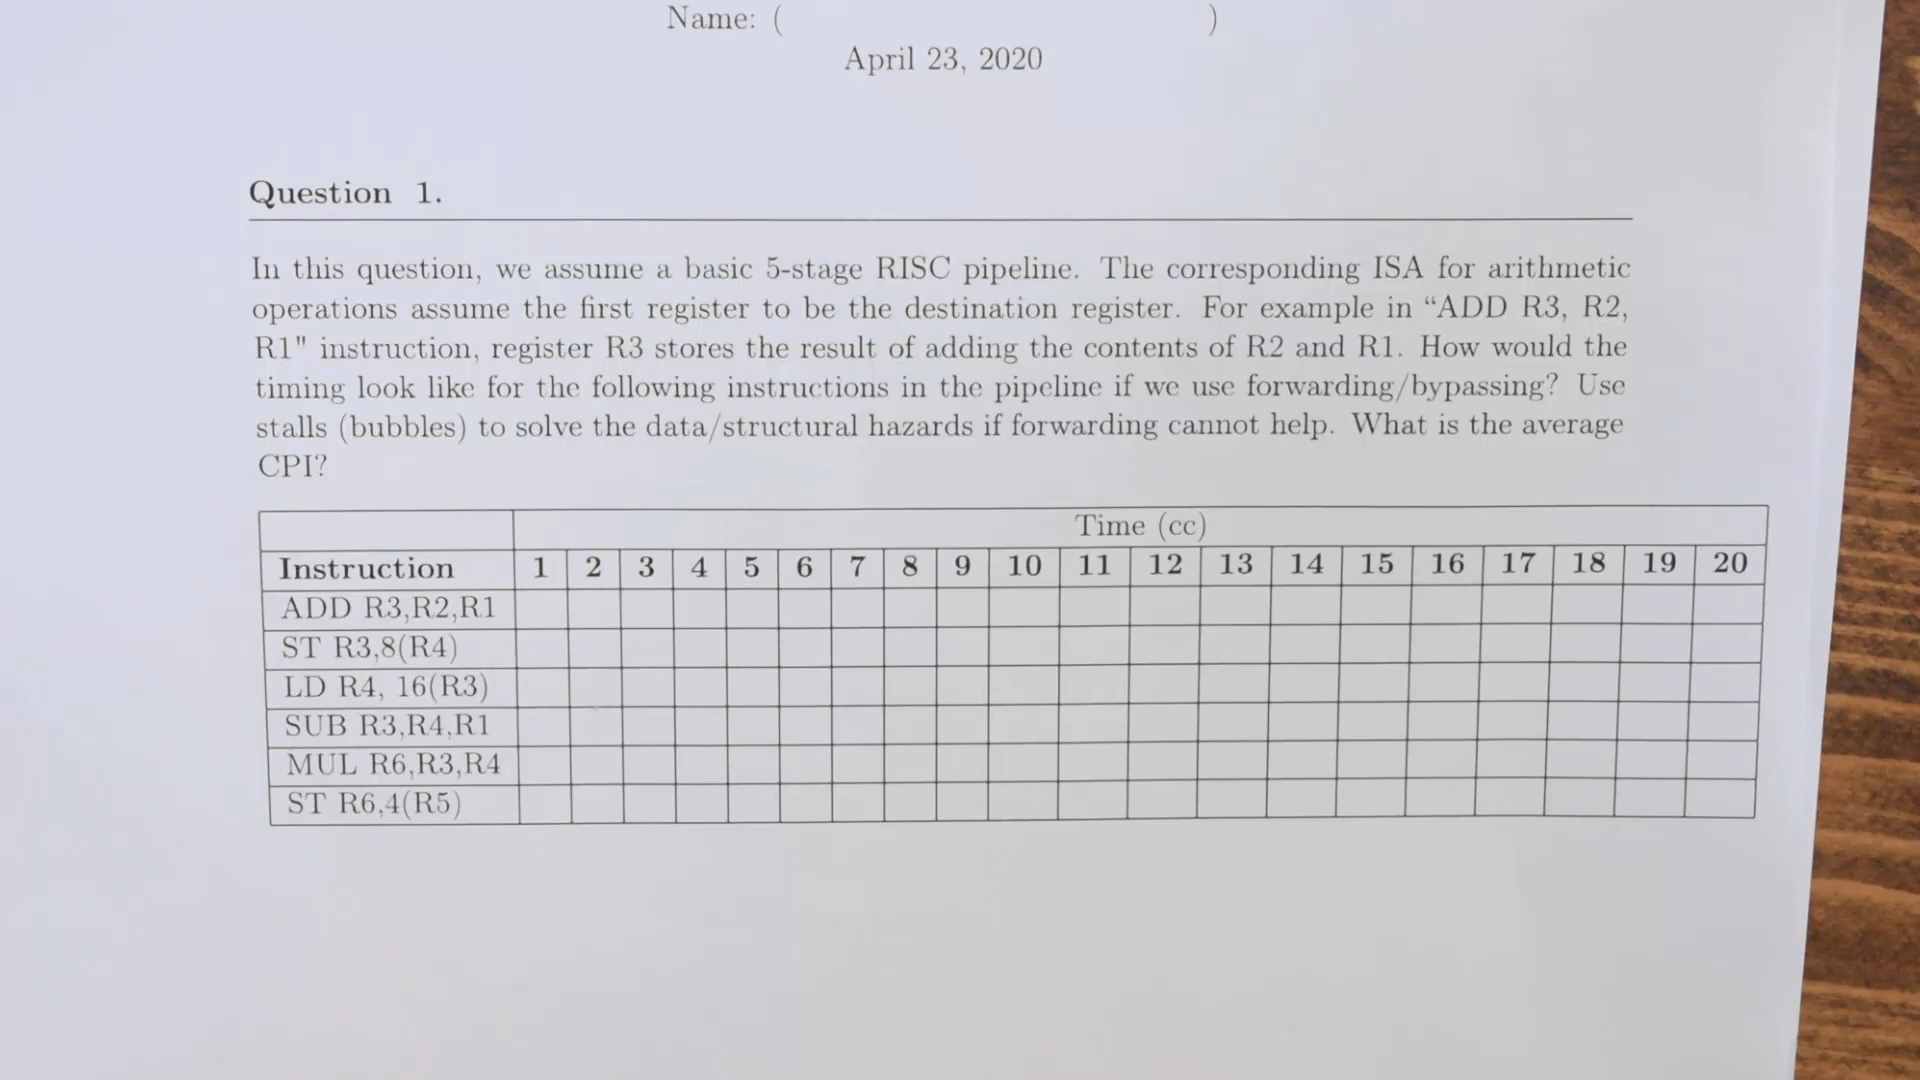 Name: ( )
April 23, 2020
Question 1.
In this question, we assume a basic 5-stage RISC pipeline. The corresponding ISA for arithmetic
operations assume the first register to be the destination register. For example in “ADD R3, R2,
R1" instruction, register R3 stores the result of adding the contents of R2 and R1. How would the
timing look like for the following instructions in the pipeline if we use forwarding/bypassing? Use
stalls (bubbles) to solve the data/structural hazards if forwarding cannot help. What is the average
CPI?
Time (cc)
Instruction 1 2 3 4 5 6 7 8 9 10 11 12 13 14 15 16 17 18 19 20
ADD R3,R2,R1
ST R3,8(R4)
LD R4, 16(R3)
SUB R3,R4,R1
MUL R6,R3,R4
ST R6,4(R5)